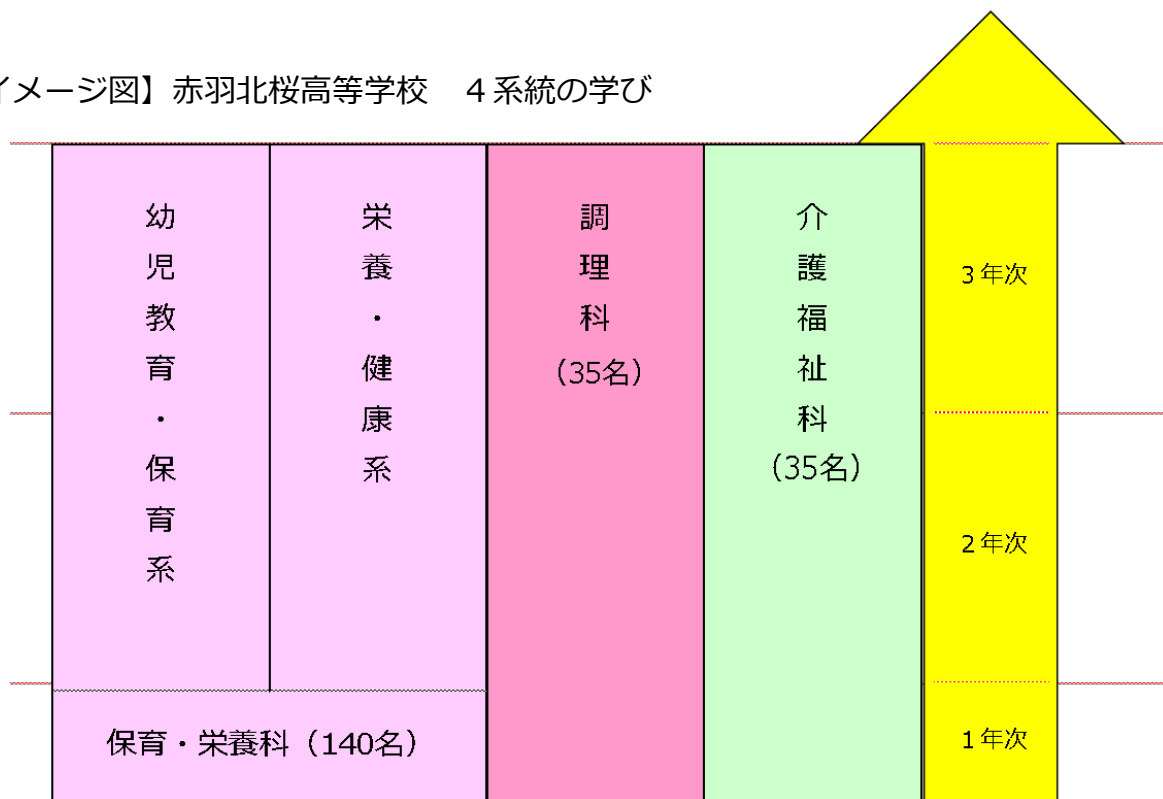 イメージ図】赤羽北桜高等学校　４系統の学び
幼児教育・保育系
栄養・健康系
調理科
（35名）
介護福祉科
（35名）
保育・栄養科（140名）
３年次
２年次
１年次